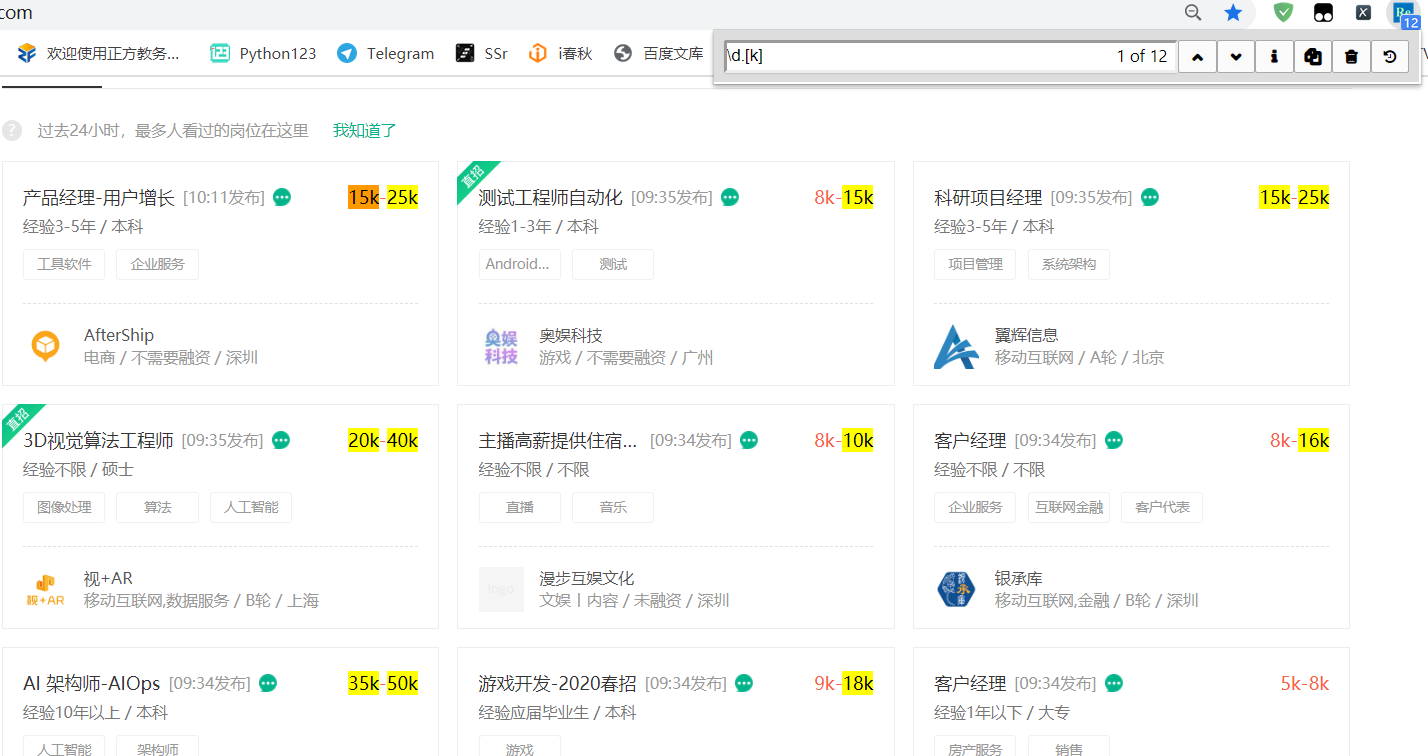 com
欢迎使用正方教务... Python123 Telegram SSr i春秋 百度文库
\d.[k] 1 of 12
Re 12
过去24小时，最多人看过的岗位在这里 我知道了
产品经理-用户增长 [10:11发布] 15k-25k
经验3-5年 / 本科
工具软件 企业服务
AfterShip
电商 / 不需要融资 / 深圳
直招
测试工程师自动化 [09:35发布] 8k-15k
经验1-3年 / 本科
Android... 测试
奥娱科技
奥娱科技
游戏 / 不需要融资 / 广州
科研项目经理 [09:35发布] 15k-25k
经验3-5年 / 本科
项目管理 系统架构
翼辉信息
移动互联网 / A轮 / 北京
直招
3D视觉算法工程师 [09:35发布] 20k-40k
经验不限 / 硕士
图像处理 算法 人工智能
视+AR
视+AR
移动互联网,数据服务 / B轮 / 上海
主播高薪提供住宿... [09:34发布] 8k-10k
经验不限 / 不限
直播 音乐
logo
漫步互娱文化
文娱丨内容 / 未融资 / 深圳
客户经理 [09:34发布] 8k-16k
经验不限 / 不限
企业服务 互联网金融 客户代表
银承库
银承库
移动互联网,金融 / B轮 / 深圳
AI 架构师-AIOps [09:34发布] 35k-50k
经验10年以上 / 本科
人工智能 架构师
游戏开发-2020春招 [09:34发布] 9k-18k
经验应届毕业生 / 本科
游戏
客户经理 [09:34发布] 5k-8k
经验1年以下 / 大专
房产服务 销售